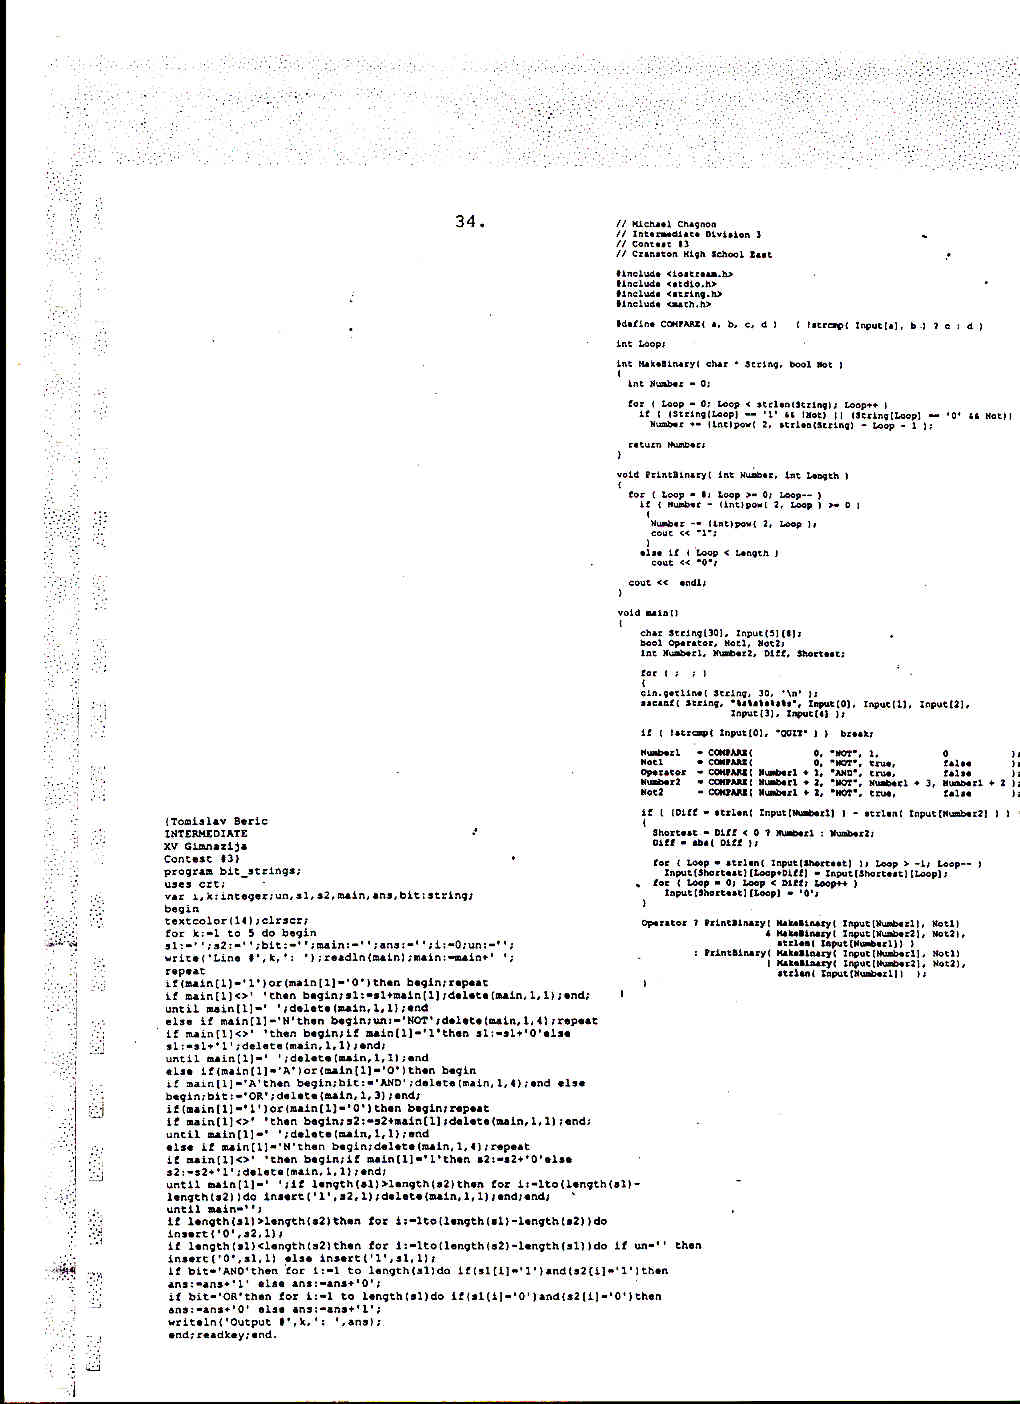 34.
// Michael Chagnon
// Intermediate Division 3
// Contest #3
// Cranston High School East
#include <iostream.h>
#include <stdio.h>
#include <string.h>
#include <math.h>
#define COMPARE( a, b, c, d )   ( !strcmp( Input[a], b ) ? c : d )
int Loop;
int MakeBinary( char * String, bool Not )
{
int Number = 0;
for ( Loop = 0; Loop < strlen(String); Loop++ )
if ( (String[Loop] == '1' && !Not) || (String[Loop] == '0' && Not))
Number += (int)pow( 2, strlen(String) - Loop - 1 );
return Number;
}
void PrintBinary( int Number, int Length )
{
for ( Loop = 8; Loop >= 0; Loop-- )
if ( Number - (int)pow( 2, Loop ) >= 0 )
{
Number -= (int)pow( 2, Loop );
cout << "1";
}
else if ( Loop < Length )
cout << "0";
cout <<  endl;
}
void main()
{
char String[30], Input[5][8];
bool Operator, Not1, Not2;
int Number1, Number2, Diff, Shortest;
for ( ;  ; )
{
cin.getline( String, 30, '\n' );
sscanf( String, "%s%s%s%s%s", Input[0], Input[1], Input[2],
Input[3], Input[4] );
if ( !strcmp( Input[0], "QUIT" ) )  break;
Number1  = COMPARE(           0, "NOT", 1,           0           );
Not1     = COMPARE(           0, "NOT", true,        false       );
Operator = COMPARE( Number1 + 1, "AND", true,        false       );
Number2  = COMPARE( Number1 + 2, "NOT", Number1 + 3, Number1 + 2 );
Not2     = COMPARE( Number1 + 2, "NOT", true,        false       );
if ( (Diff = strlen( Input[Number1] ) - strlen( Input[Number2] ) )
{
Shortest = Diff < 0 ? Number1 : Number2;
Diff = abs( Diff );
for ( Loop = strlen( Input[Shortest] ); Loop > -1; Loop-- )
Input[Shortest][Loop+Diff] = Input[Shortest][Loop];
for ( Loop = 0; Loop < Diff; Loop++ )
Input[Shortest][Loop] = '0';
}
Operator ? PrintBinary( MakeBinary( Input[Number1], Not1)
& MakeBinary( Input[Number2], Not2),
strlen( Input[Number1]) )
: PrintBinary( MakeBinary( Input[Number1], Not1)
| MakeBinary( Input[Number2], Not2),
strlen( Input[Number1])  );
}
}
{Tomislav Beric
INTERMEDIATE
XV Gimnazija
Contest #3}
program bit_strings;
uses crt;
var i,k:integer;un,s1,s2,main,ans,bit:string;
begin
textcolor(14);clrscr;
for k:=1 to 5 do begin
s1:='';s2:='';bit:='';main:='';ans:='';i:=0;un:='';
write('Line #',k,': ');readln(main);main:=main+' ';
repeat
if(main[1]='1')or(main[1]='0')then begin;repeat
if main[1]<>' 'then begin;s1:=s1+main[1];delete(main,1,1);end;
until main[1]=' ';delete(main,1,1);end
else if main[1]='N'then begin;un:='NOT';delete(main,1,4);repeat
if main[1]<>' 'then begin;if main[1]='1'then s1:=s1+'0'else
s1:=s1+'1';delete(main,1,1);end;
until main[1]=' ';delete(main,1,1);end
else if(main[1]='A')or(main[1]='O')then begin
if main[1]='A'then begin;bit:='AND';delete(main,1,4);end else
begin;bit:='OR';delete(main,1,3);end;
if(main[1]='1')or(main[1]='0')then begin;repeat
if main[1]<>' 'then begin;s2:=s2+main[1];delete(main,1,1);end;
until main[1]=' ';delete(main,1,1);end
else if main[1]='N'then begin;delete(main,1,4);repeat
if main[1]<>' 'then begin;if main[1]='1'then s2:=s2+'0'else
s2:=s2+'1';delete(main,1,1);end;
until main[1]=' ';if length(s1)>length(s2)then for i:=1to(length(s1)-
length(s2))do insert('1',s2,1);delete(main,1,1);end;end;
until main='';
if length(s1)>length(s2)then for i:=1to(length(s1)-length(s2))do
insert('0',s2,1);
if length(s1)<length(s2)then for i:=1to(length(s2)-length(s1))do if un='' then
insert('0',s1,1) else insert('1',s1,1);
if bit='AND'then for i:=1 to length(s1)do if(s1[i]='1')and(s2[i]='1')then
ans:=ans+'1' else ans:=ans+'0';
if bit='OR'then for i:=1 to length(s1)do if(s1[i]='0')and(s2[i]='0')then
ans:=ans+'0' else ans:=ans+'1';
writeln('Output #',k,': ',ans);
end;readkey;end.